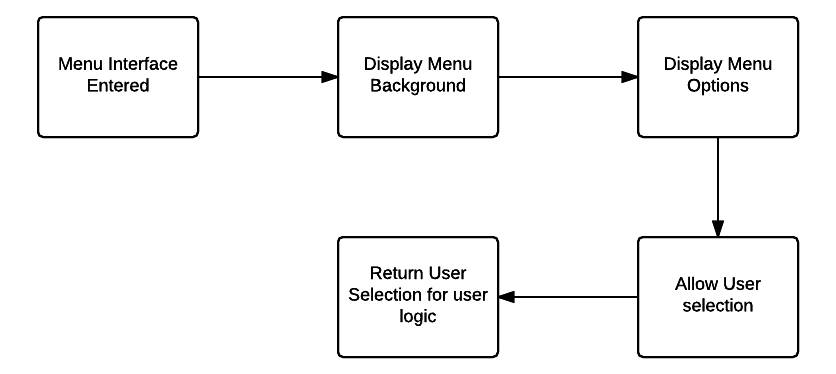 Menu Interface
Entered
Display Menu
Background
Display Menu
Options
Allow User
selection
Return User
Selection for user
logic